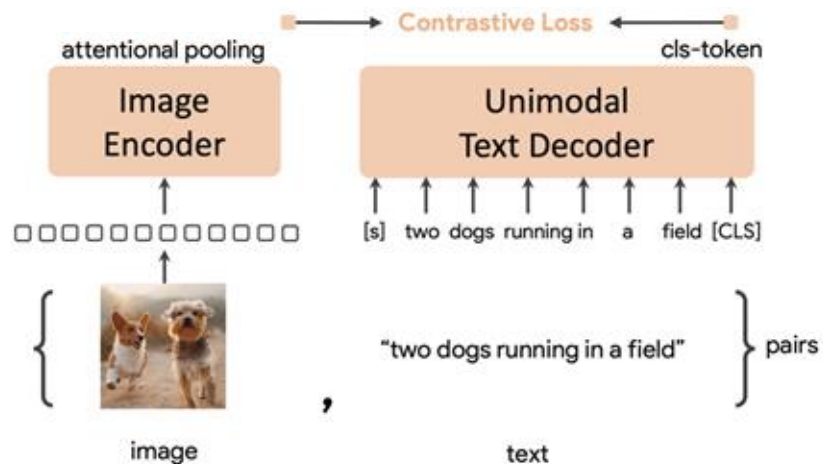 Contrastive Loss
attentional pooling
cls-token
Image
Encoder
Unimodal
Text Decoder
[s] two dogs running in a field [CLS]
“two dogs running in a field”
pairs
,
image
text